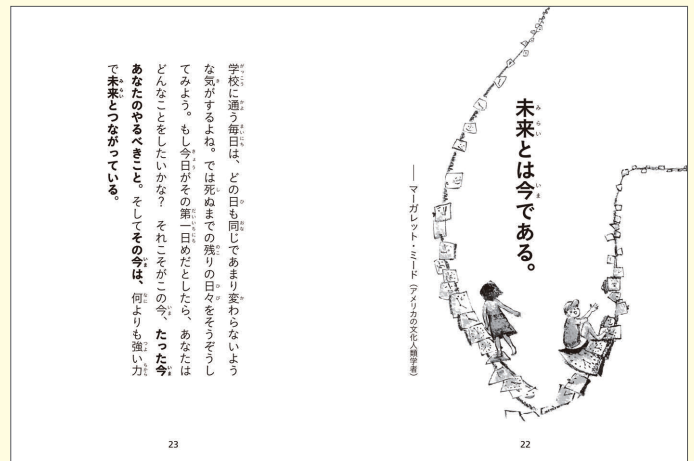 未来とは今である。
── マーガレット・ミード（アメリカの文化人類学者）
22
学校に通う毎日は、どの日も同じであまり変わらないよう
な気がするよね。では死ぬまでの残りの日々をそうぞうし
てみよう。もし今日がその第一日めだとしたら、あなたは
どんなことをしたいかな？　それこそがこの今、たった今
あなたのやるべきこと。そしてその今は、何よりも強い力
で未来とつながっている。
23